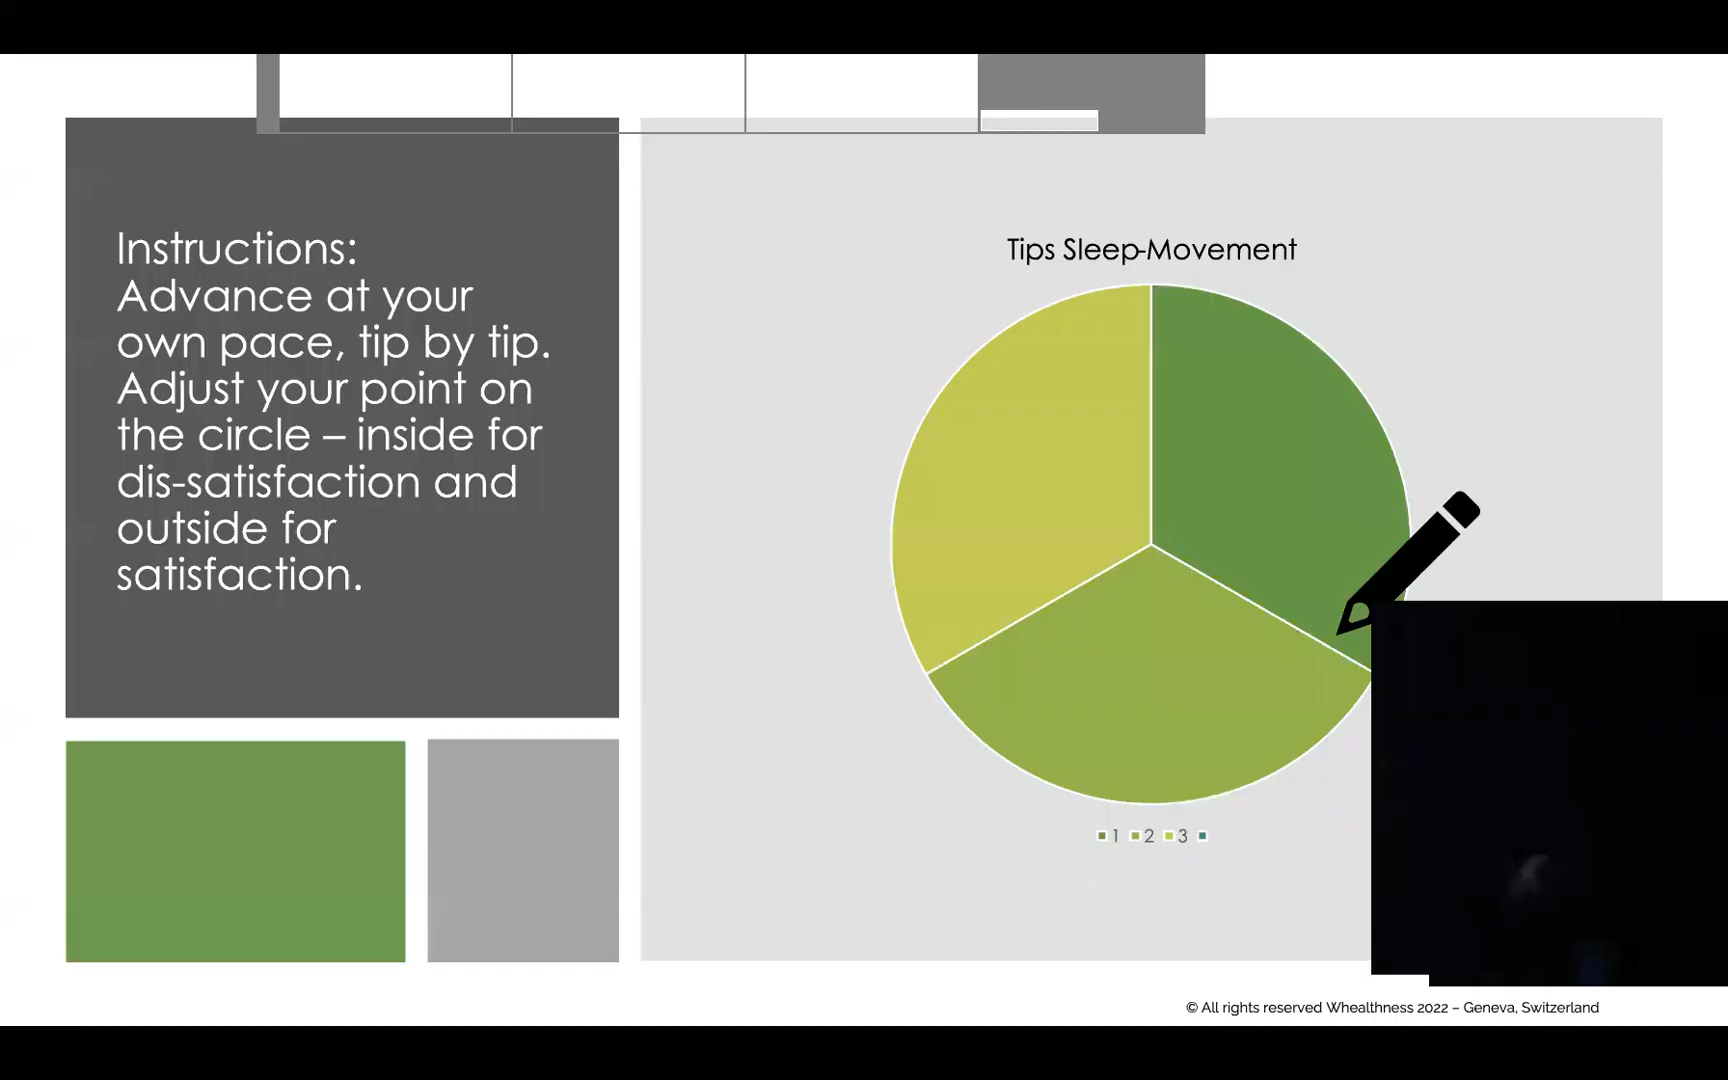 Instructions:
Advance at your
own pace, tip by tip.
Adjust your point on
the circle – inside for
dis-satisfaction and
outside for
satisfaction.
Tips Sleep-Movement
1 2 3
© All rights reserved Whealthness 2022 – Geneva, Switzerland